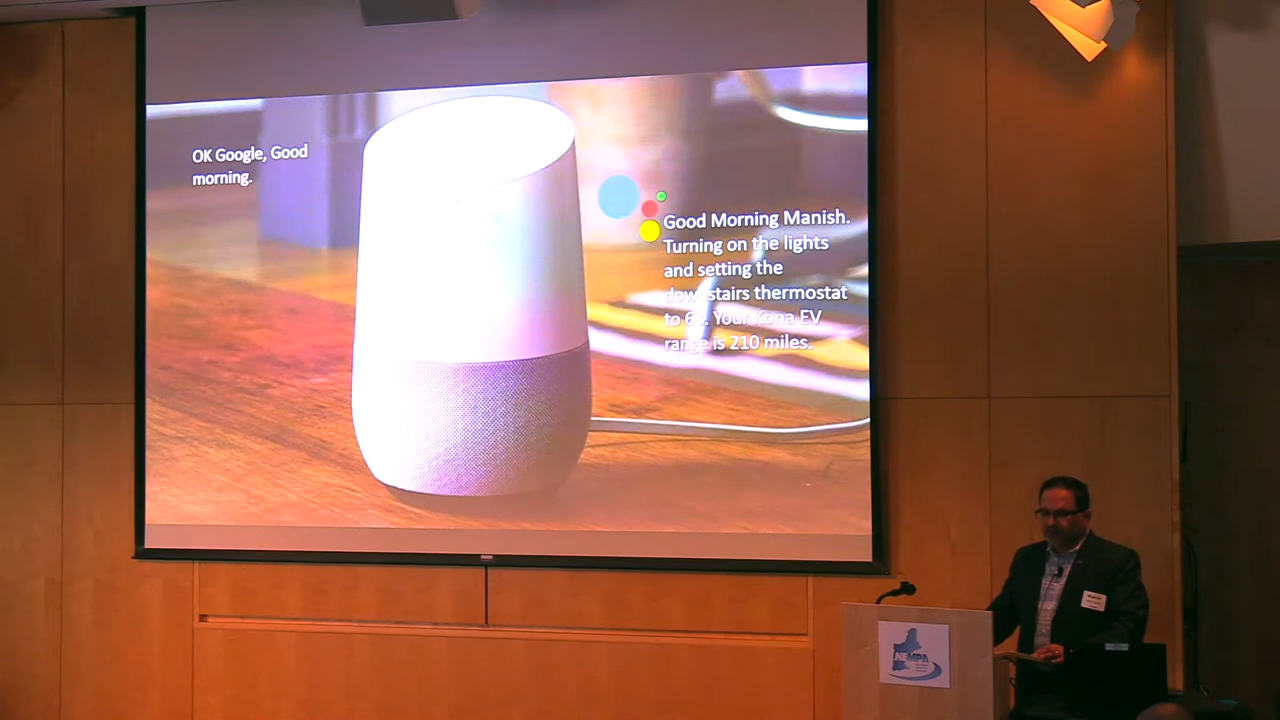 OK Google, Good
morning.
Good Morning Manish.
Turning on the lights
and setting the
downstairs thermostat
Your Kona EV
range is 210 miles.
NEMPA